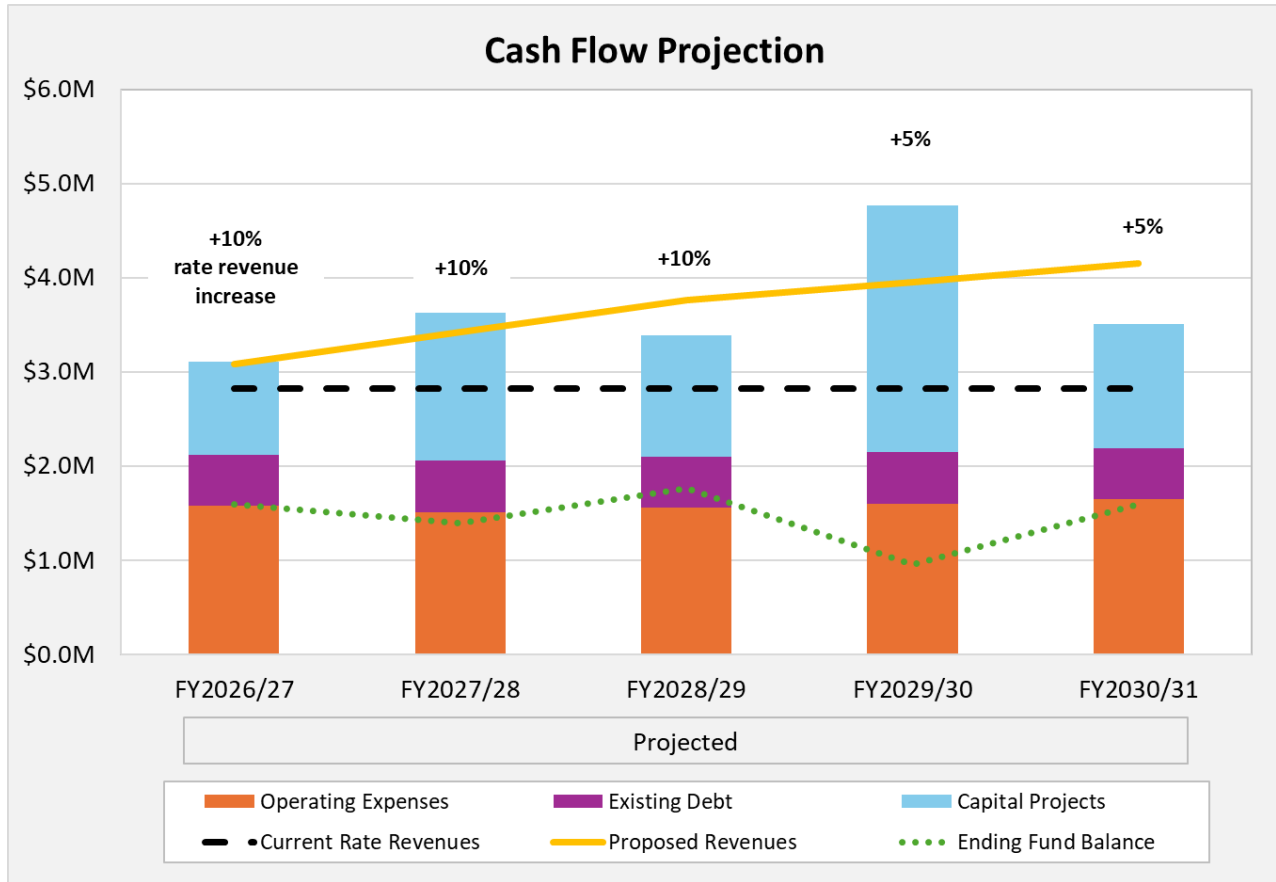 Cash Flow Projection
$6.0M
$5.0M
$4.0M
$3.0M
$2.0M
$1.0M
$0.0M
+10%
rate revenue
increase
+10%
+10%
+5%
+5%
FY2026/27
FY2027/28
FY2028/29
FY2029/30
FY2030/31
Projected
Operating Expenses
Existing Debt
Capital Projects
Current Rate Revenues
Proposed Revenues
Ending Fund Balance